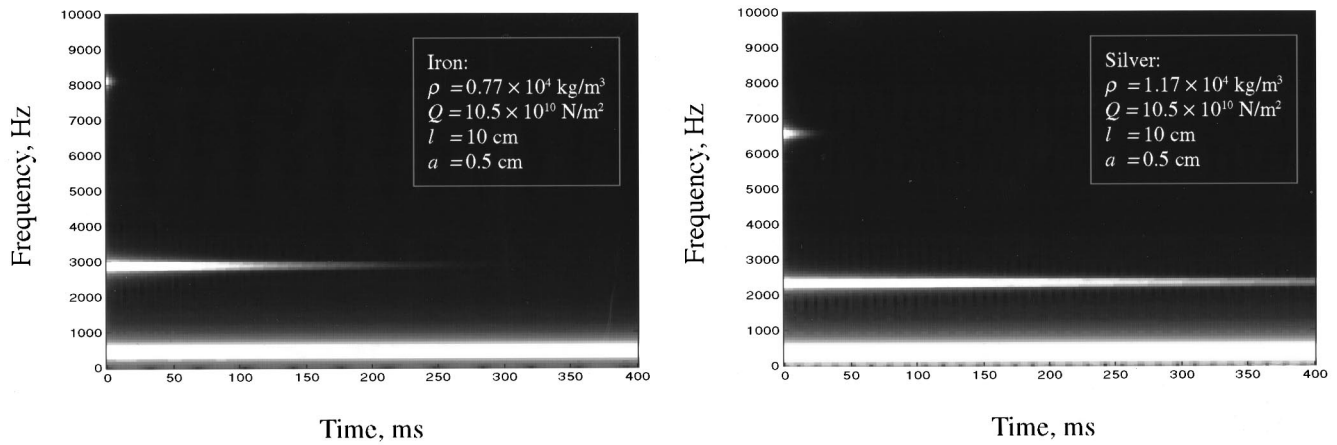 10000
9000
8000
7000
6000
5000
4000
3000
2000
1000
0
Frequency, Hz
Iron:
ρ = 0.77 × 10⁴ kg/m³
Q = 10.5 × 10¹⁰ N/m²
l = 10 cm
a = 0.5 cm
0 50 100 150 200 250 300 350 400
Time, ms
10000
9000
8000
7000
6000
5000
4000
3000
2000
1000
0
Frequency, Hz
Silver:
ρ = 1.17 × 10⁴ kg/m³
Q = 10.5 × 10¹⁰ N/m²
l = 10 cm
a = 0.5 cm
0 50 100 150 200 250 300 350 400
Time, ms